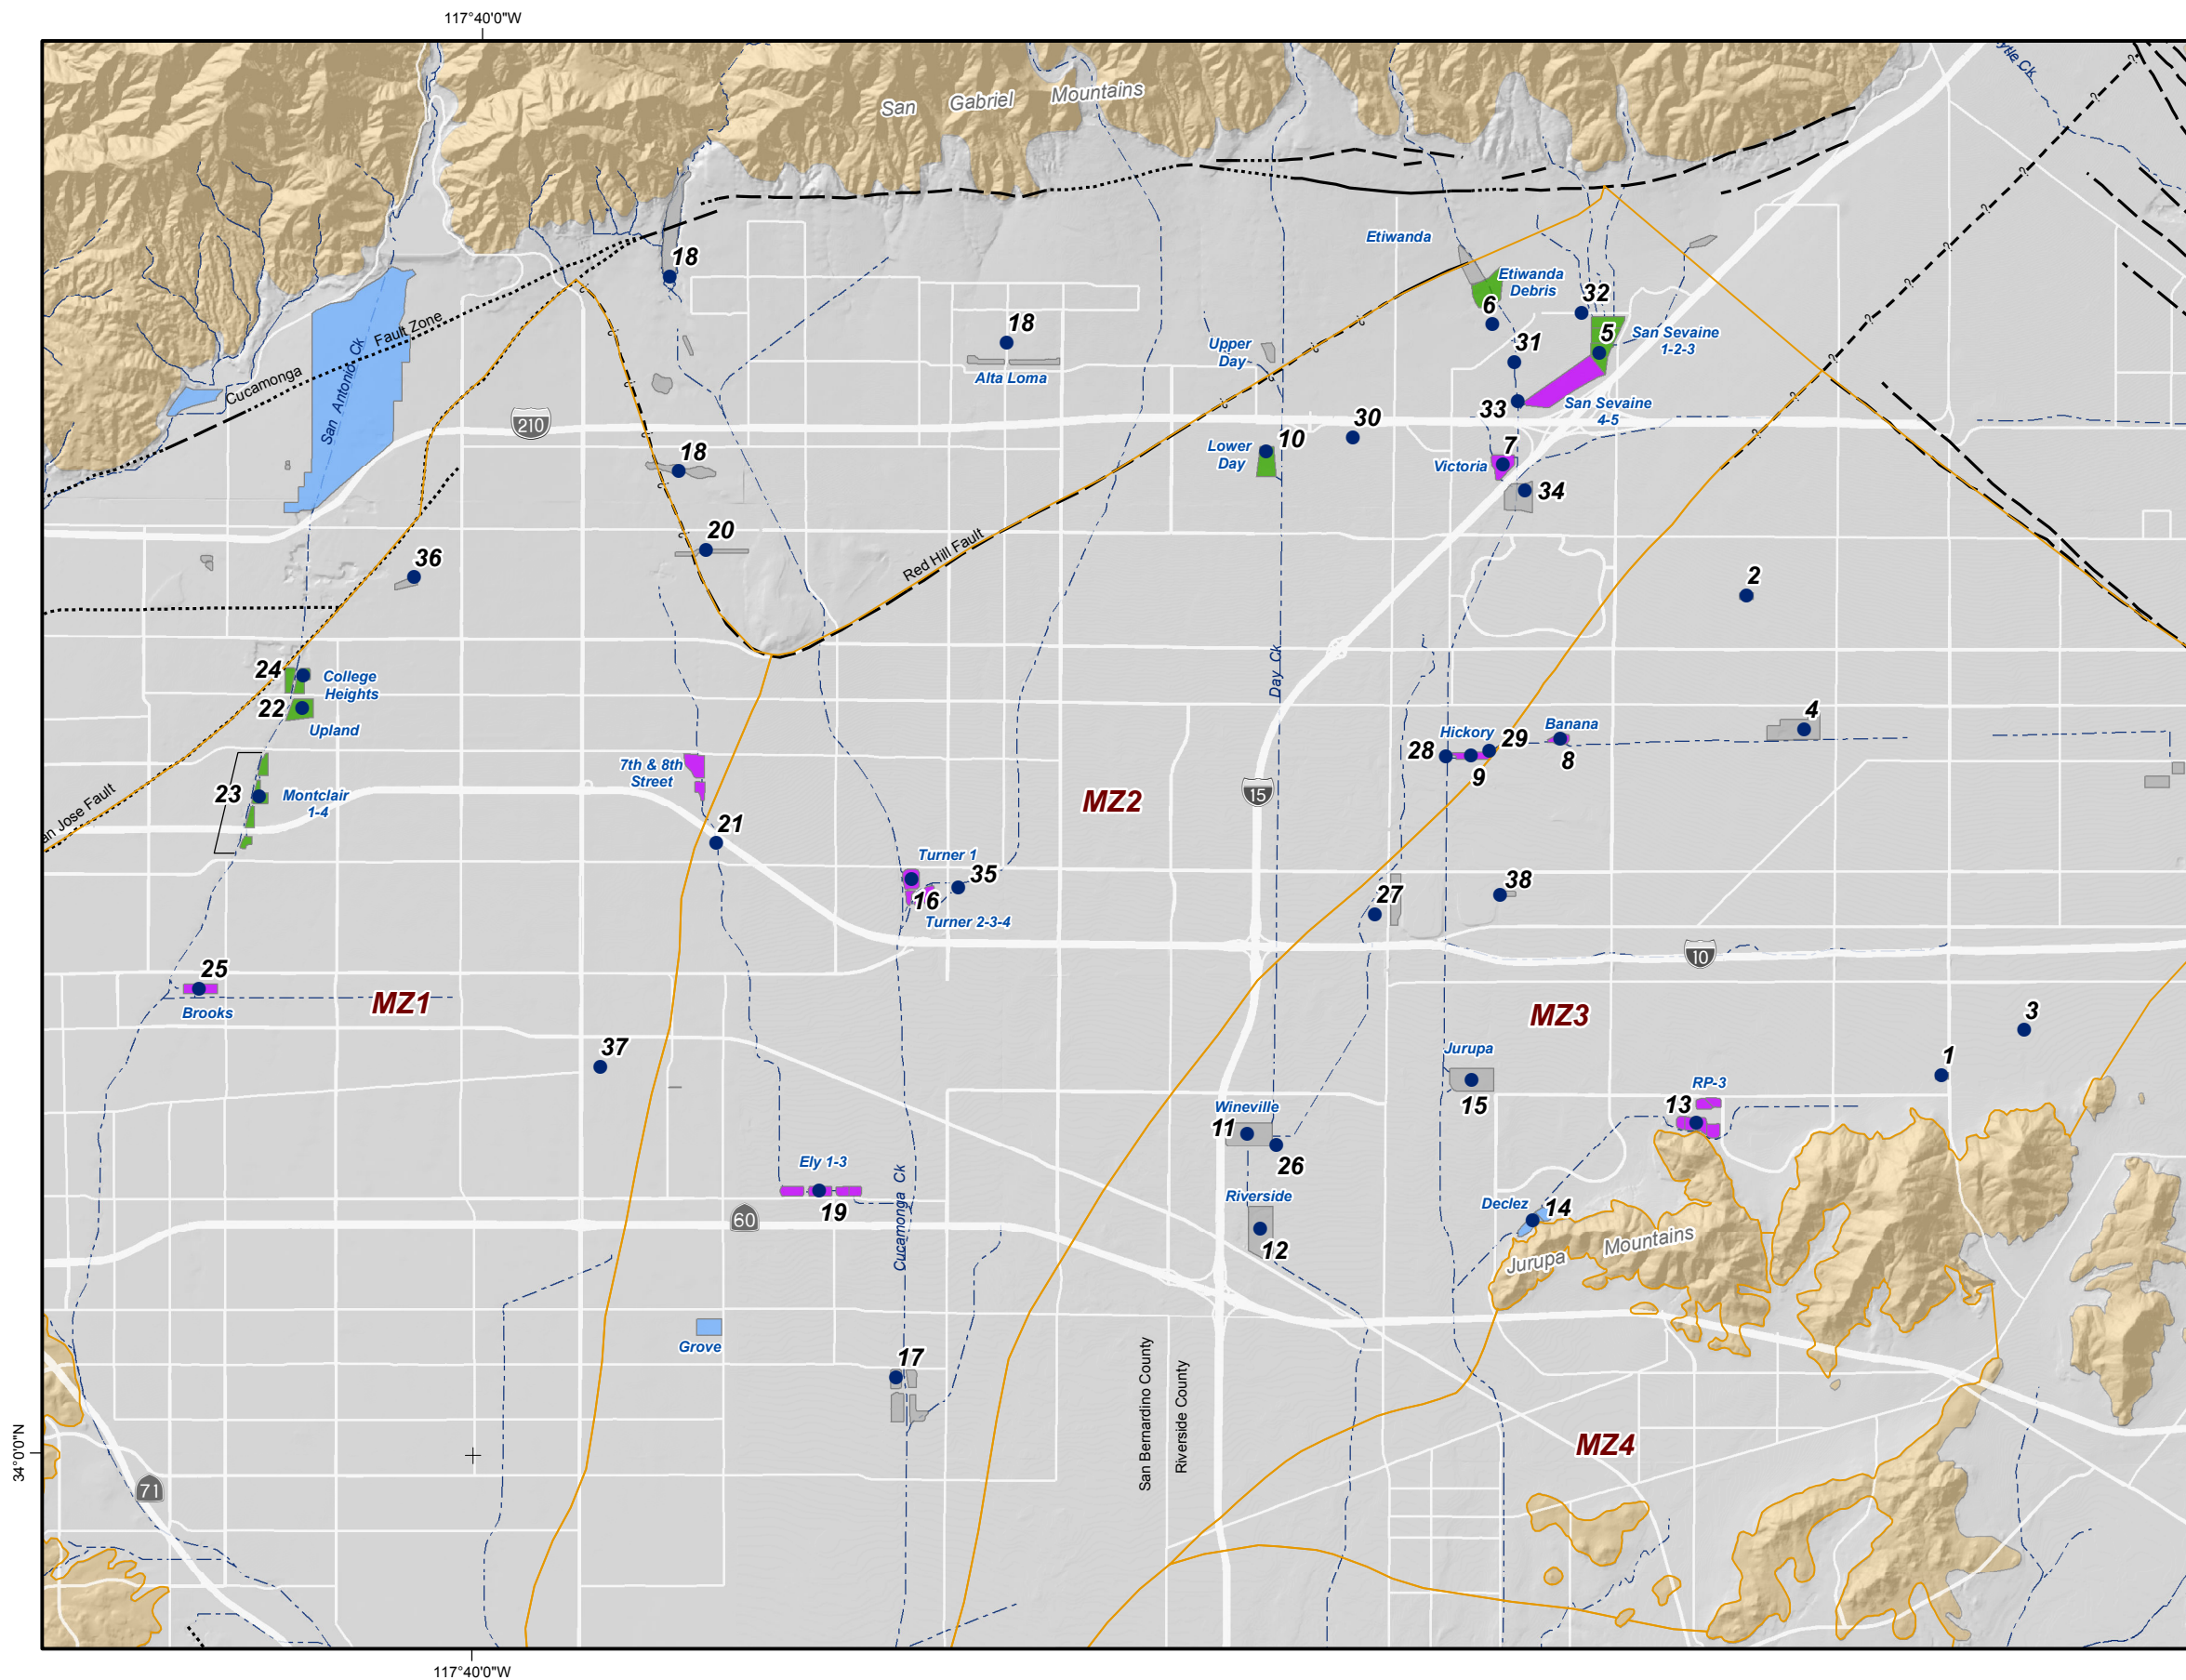 117°40'0"W
San Gabriel Mountains
Etiwanda
18
Etiwanda
Debris
6
32
5
San Sevaine
1-2-3
31
18
Alta Loma
Upper
Day
San Antonio Ck
Cucamonga Fault Zone
210
33
San Sevaine
4-5
30
10
Lower
Day
7
Victoria
34
18
20
Red Hill Fault
36
2
24
College
Heights
22
Upland
Day Ck
4
Hickory
Banana
28
29
9
8
7th & 8th
Street
23
Montclair
1-4
an Jose Fault
MZ2
15
21
Turner 1
35
16
Turner 2-3-4
27
38
10
25
Brooks
MZ1
MZ3
3
37
1
Jurupa
15
RP-3
13
Wineville
11
26
Ely 1-3
19
Cucamonga Ck
Riverside
12
Declez
14
60
Jurupa Mountains
Grove
17
San Bernardino County
Riverside County
MZ4
34°0'0"N
71
117°40'0"W